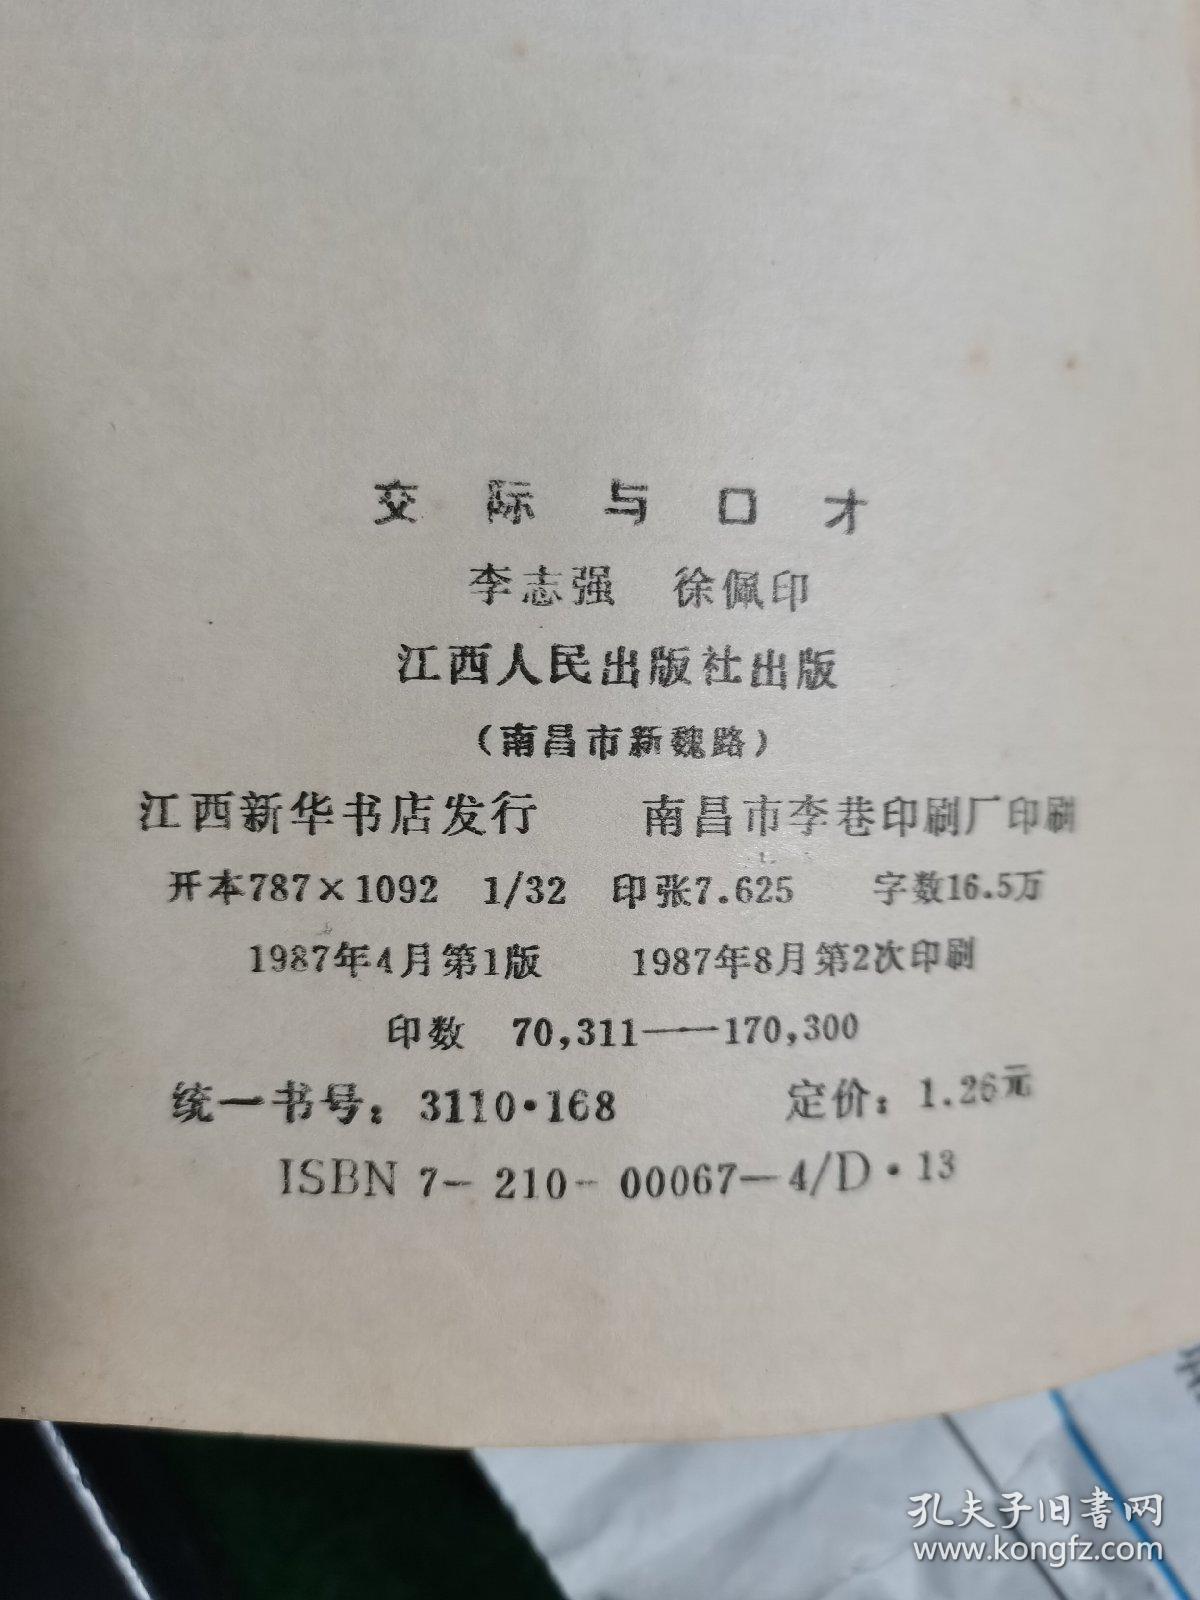 交际与口才
李志强 徐佩印
江西人民出版社出版
（南昌市新魏路）
江西新华书店发行 南昌市李巷印刷厂印刷
开本787×1092 1/32 印张7.625 字数16.5万
1987年4月第1版 1987年8月第2次印刷
印数 70,311——170,300
统一书号：3110·168 定价：1.26元
ISBN 7-210-00067-4/D·13
孔夫子旧书网
www.kongfz.com